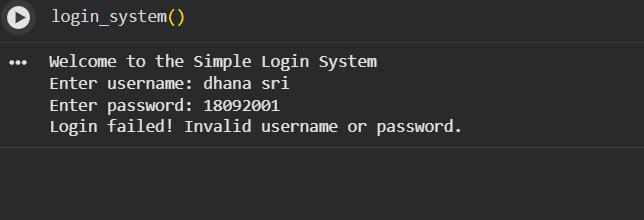 login_system()
Welcome to the Simple Login System
Enter username: dhana sri
Enter password: 18092001
Login failed! Invalid username or password.